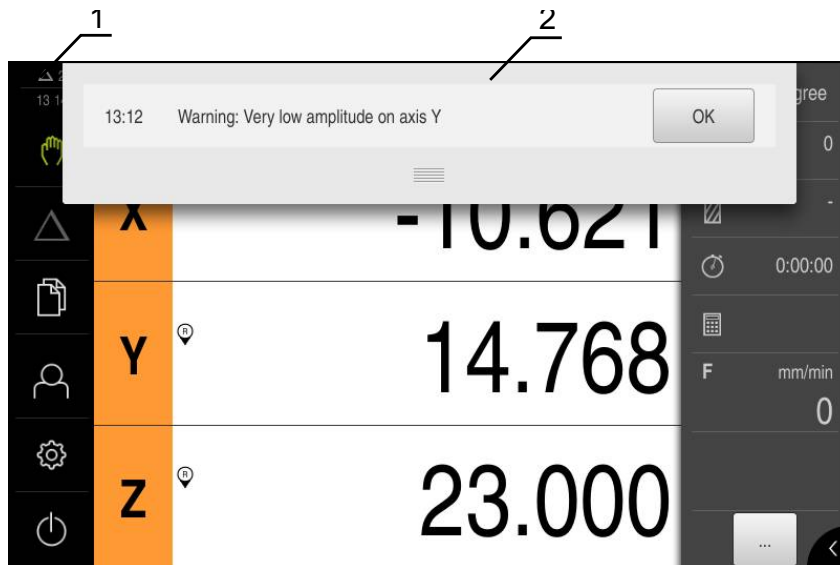 1
2
13:12 Warning: Very low amplitude on axis Y OK
X -10.621
0:00:00
Y R 14.768
F mm/min
0
Z R 23.000
0
-
...